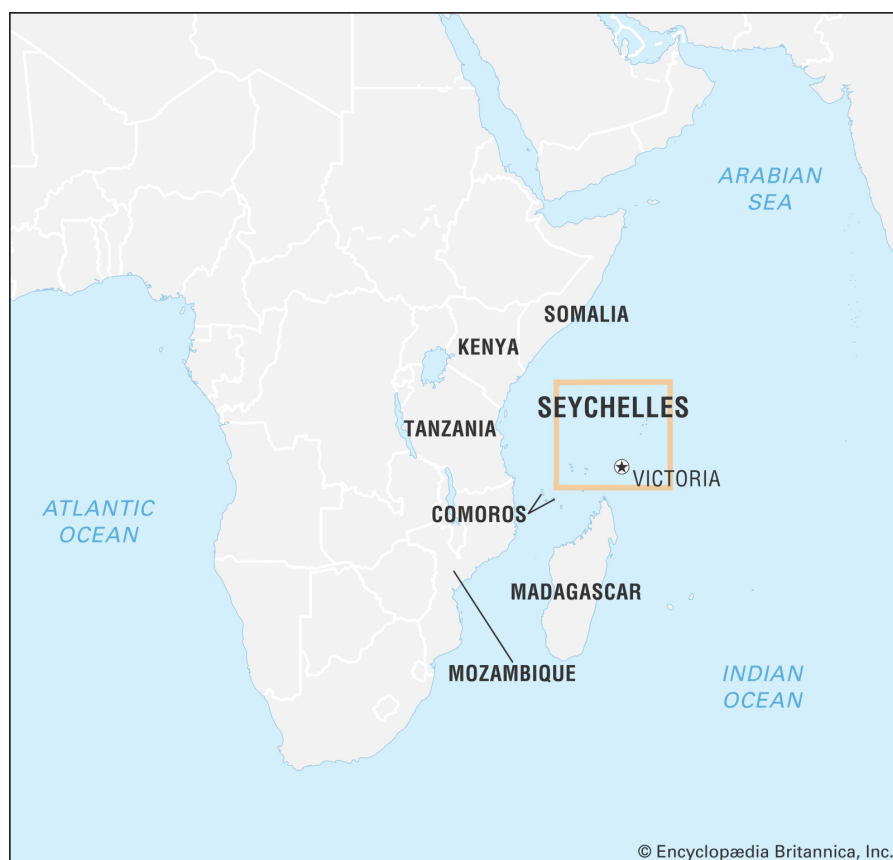 ARABIAN
SEA
SOMALIA
KENYA
SEYCHELLES
TANZANIA
VICTORIA
ATLANTIC
OCEAN
COMOROS
MADAGASCAR
MOZAMBIQUE
INDIAN
OCEAN
© Encyclopædia Britannica, Inc.